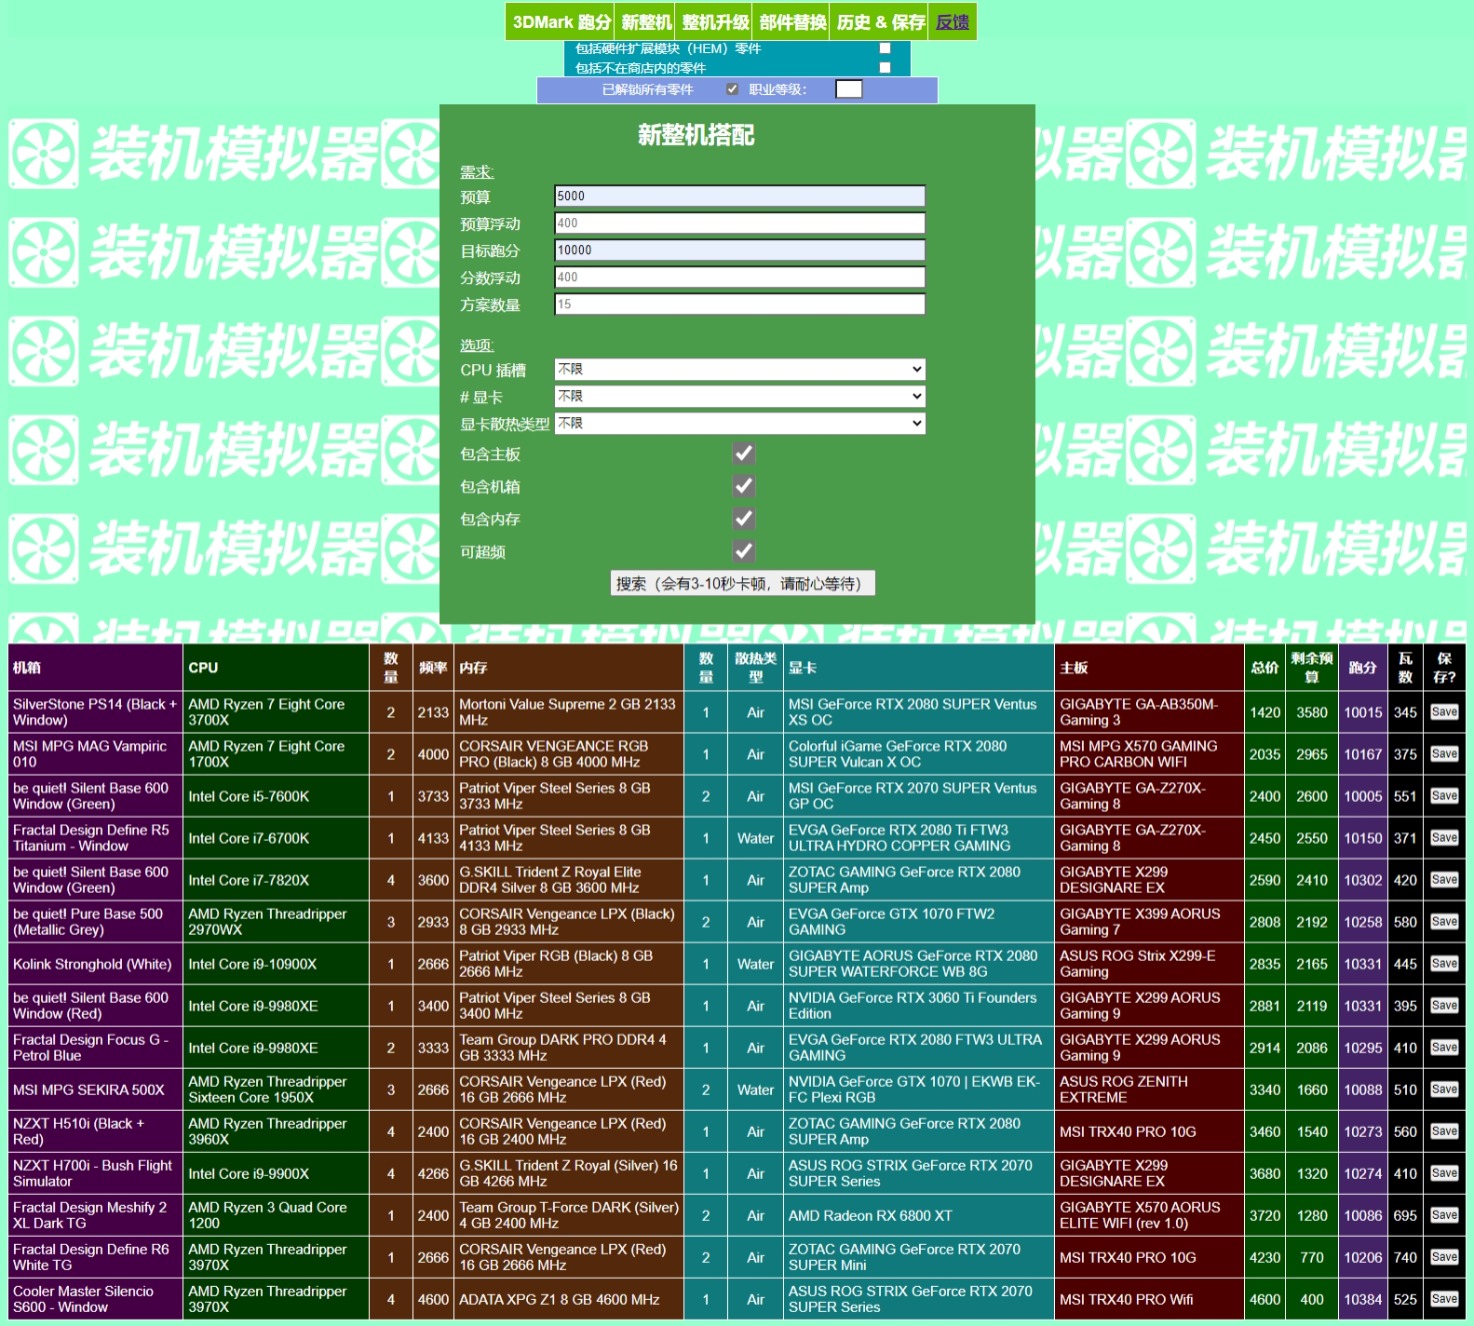 3DMark 跑分 新整机 整机升级 部件替换 历史 & 保存 反馈
包括硬件扩展模块（HEM）零件
包括不在商店内的零件
已解锁所有零件 职业等级：
装机模拟器 装机模拟器
新整机搭配
需求:
预算 5000
预算浮动 400
目标跑分 10000
分数浮动 400
方案数量 15
选项:
CPU 插槽 不限
# 显卡 不限
显卡散热类型 不限
包含主板
包含机箱
包含内存
可超频
搜索（会有3-10秒卡顿，请耐心等待）
机箱 CPU 数量 频率 内存 数量 散热类型 显卡 主板 总价 剩余预算 跑分 瓦数 保存?
SilverStone PS14 (Black + Window) AMD Ryzen 7 Eight Core 3700X 2 2133 Mortoni Value Supreme 2 GB 2133 MHz 1 Air MSI GeForce RTX 2080 SUPER Ventus XS OC GIGABYTE GA-AB350M-Gaming 3 1420 3580 10015 345 Save
MSI MPG MAG Vampiric 010 AMD Ryzen 7 Eight Core 1700X 2 4000 CORSAIR VENGEANCE RGB PRO (Black) 8 GB 4000 MHz 1 Air Colorful iGame GeForce RTX 2080 SUPER Vulcan X OC MSI MPG X570 GAMING PRO CARBON WIFI 2035 2965 10167 375 Save
be quiet! Silent Base 600 Window (Green) Intel Core i5-7600K 1 3733 Patriot Viper Steel Series 8 GB 3733 MHz 2 Air MSI GeForce RTX 2070 SUPER Ventus GP OC GIGABYTE GA-Z270X-Gaming 8 2400 2600 10005 551 Save
Fractal Design Define R5 Titanium - Window Intel Core i7-6700K 1 4133 Patriot Viper Steel Series 8 GB 4133 MHz 1 Water EVGA GeForce RTX 2080 Ti FTW3 ULTRA HYDRO COPPER GAMING GIGABYTE GA-Z270X-Gaming 8 2450 2550 10150 371 Save
be quiet! Silent Base 600 Window (Green) Intel Core i7-7820X 4 3600 G.SKILL Trident Z Royal Elite DDR4 Silver 8 GB 3600 MHz 1 Air ZOTAC GAMING GeForce RTX 2080 SUPER Amp GIGABYTE X299 DESIGNARE EX 2590 2410 10302 420 Save
be quiet! Pure Base 500 (Metallic Grey) AMD Ryzen Threadripper 2970WX 3 2933 CORSAIR Vengeance LPX (Black) 8 GB 2933 MHz 2 Air EVGA GeForce GTX 1070 FTW2 GAMING GIGABYTE X399 AORUS Gaming 7 2808 2192 10258 580 Save
Kolink Stronghold (White) Intel Core i9-10900X 1 2666 Patriot Viper RGB (Black) 8 GB 2666 MHz 1 Water GIGABYTE AORUS GeForce RTX 2080 SUPER WATERFORCE WB 8G ASUS ROG Strix X299-E Gaming 2835 2165 10331 445 Save
be quiet! Silent Base 600 Window (Red) Intel Core i9-9980XE 1 3400 Patriot Viper Steel Series 8 GB 3400 MHz 1 Air NVIDIA GeForce RTX 3060 Ti Founders Edition GIGABYTE X299 AORUS Gaming 9 2881 2119 10331 395 Save
Fractal Design Focus G - Petrol Blue Intel Core i9-9980XE 2 3333 Team Group DARK PRO DDR4 4 GB 3333 MHz 1 Air EVGA GeForce RTX 2080 FTW3 ULTRA GAMING GIGABYTE X299 AORUS Gaming 9 2914 2086 10295 410 Save
MSI MPG SEKIRA 500X AMD Ryzen Threadripper Sixteen Core 1950X 3 2666 CORSAIR Vengeance LPX (Red) 16 GB 2666 MHz 2 Water NVIDIA GeForce GTX 1070 | EKWB EK-FC Plexi RGB ASUS ROG ZENITH EXTREME 3340 1660 10088 510 Save
NZXT H510i (Black + Red) AMD Ryzen Threadripper 3960X 4 2400 CORSAIR Vengeance LPX (Red) 16 GB 2400 MHz 1 Air ZOTAC GAMING GeForce RTX 2080 SUPER Amp MSI TRX40 PRO 10G 3460 1540 10273 560 Save
NZXT H700i - Bush Flight Simulator Intel Core i9-9900X 4 4266 G.SKILL Trident Z Royal (Silver) 16 GB 4266 MHz 1 Air ASUS ROG STRIX GeForce RTX 2070 SUPER Series GIGABYTE X299 DESIGNARE EX 3680 1320 10274 410 Save
Fractal Design Meshify 2 XL Dark TG AMD Ryzen 3 Quad Core 1200 1 2400 Team Group T-Force DARK (Silver) 4 GB 2400 MHz 2 Air AMD Radeon RX 6800 XT GIGABYTE X570 AORUS ELITE WIFI (rev 1.0) 3720 1280 10086 695 Save
Fractal Design Define R6 White TG AMD Ryzen Threadripper 3970X 1 2666 CORSAIR Vengeance LPX (Red) 16 GB 2666 MHz 2 Air ZOTAC GAMING GeForce RTX 2070 SUPER Mini MSI TRX40 PRO 10G 4230 770 10206 740 Save
Cooler Master Silencio S600 - Window AMD Ryzen Threadripper 3970X 4 4600 ADATA XPG Z1 8 GB 4600 MHz 1 Air ASUS ROG STRIX GeForce RTX 2070 SUPER Series MSI TRX40 PRO Wifi 4600 400 10384 525 Save